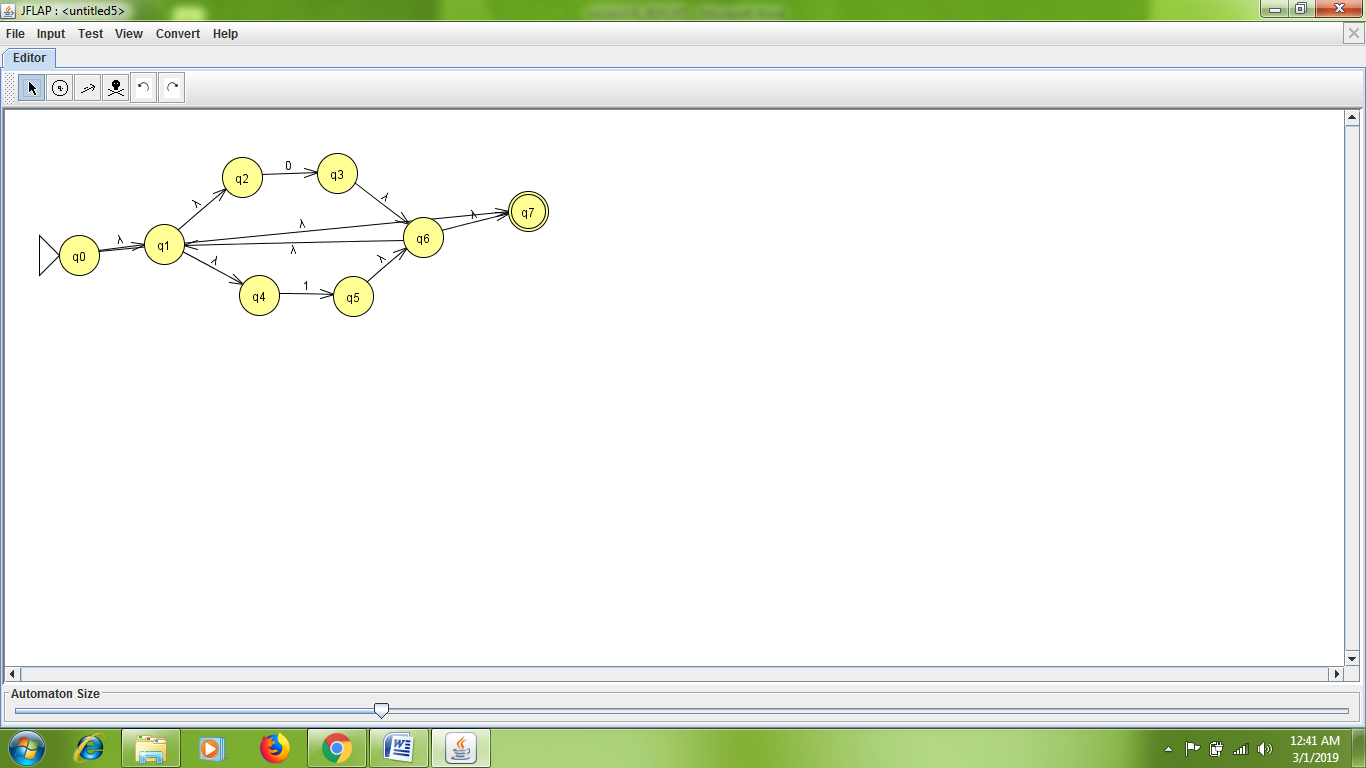 JFLAP : <untitled5>
File Input Test View Convert Help
Editor
0
q2 q3
λ λ
q7
λ λ
λ
q0 q1 q6
λ
λ λ
1
q4 q5
Automaton Size
12:41 AM
3/1/2019